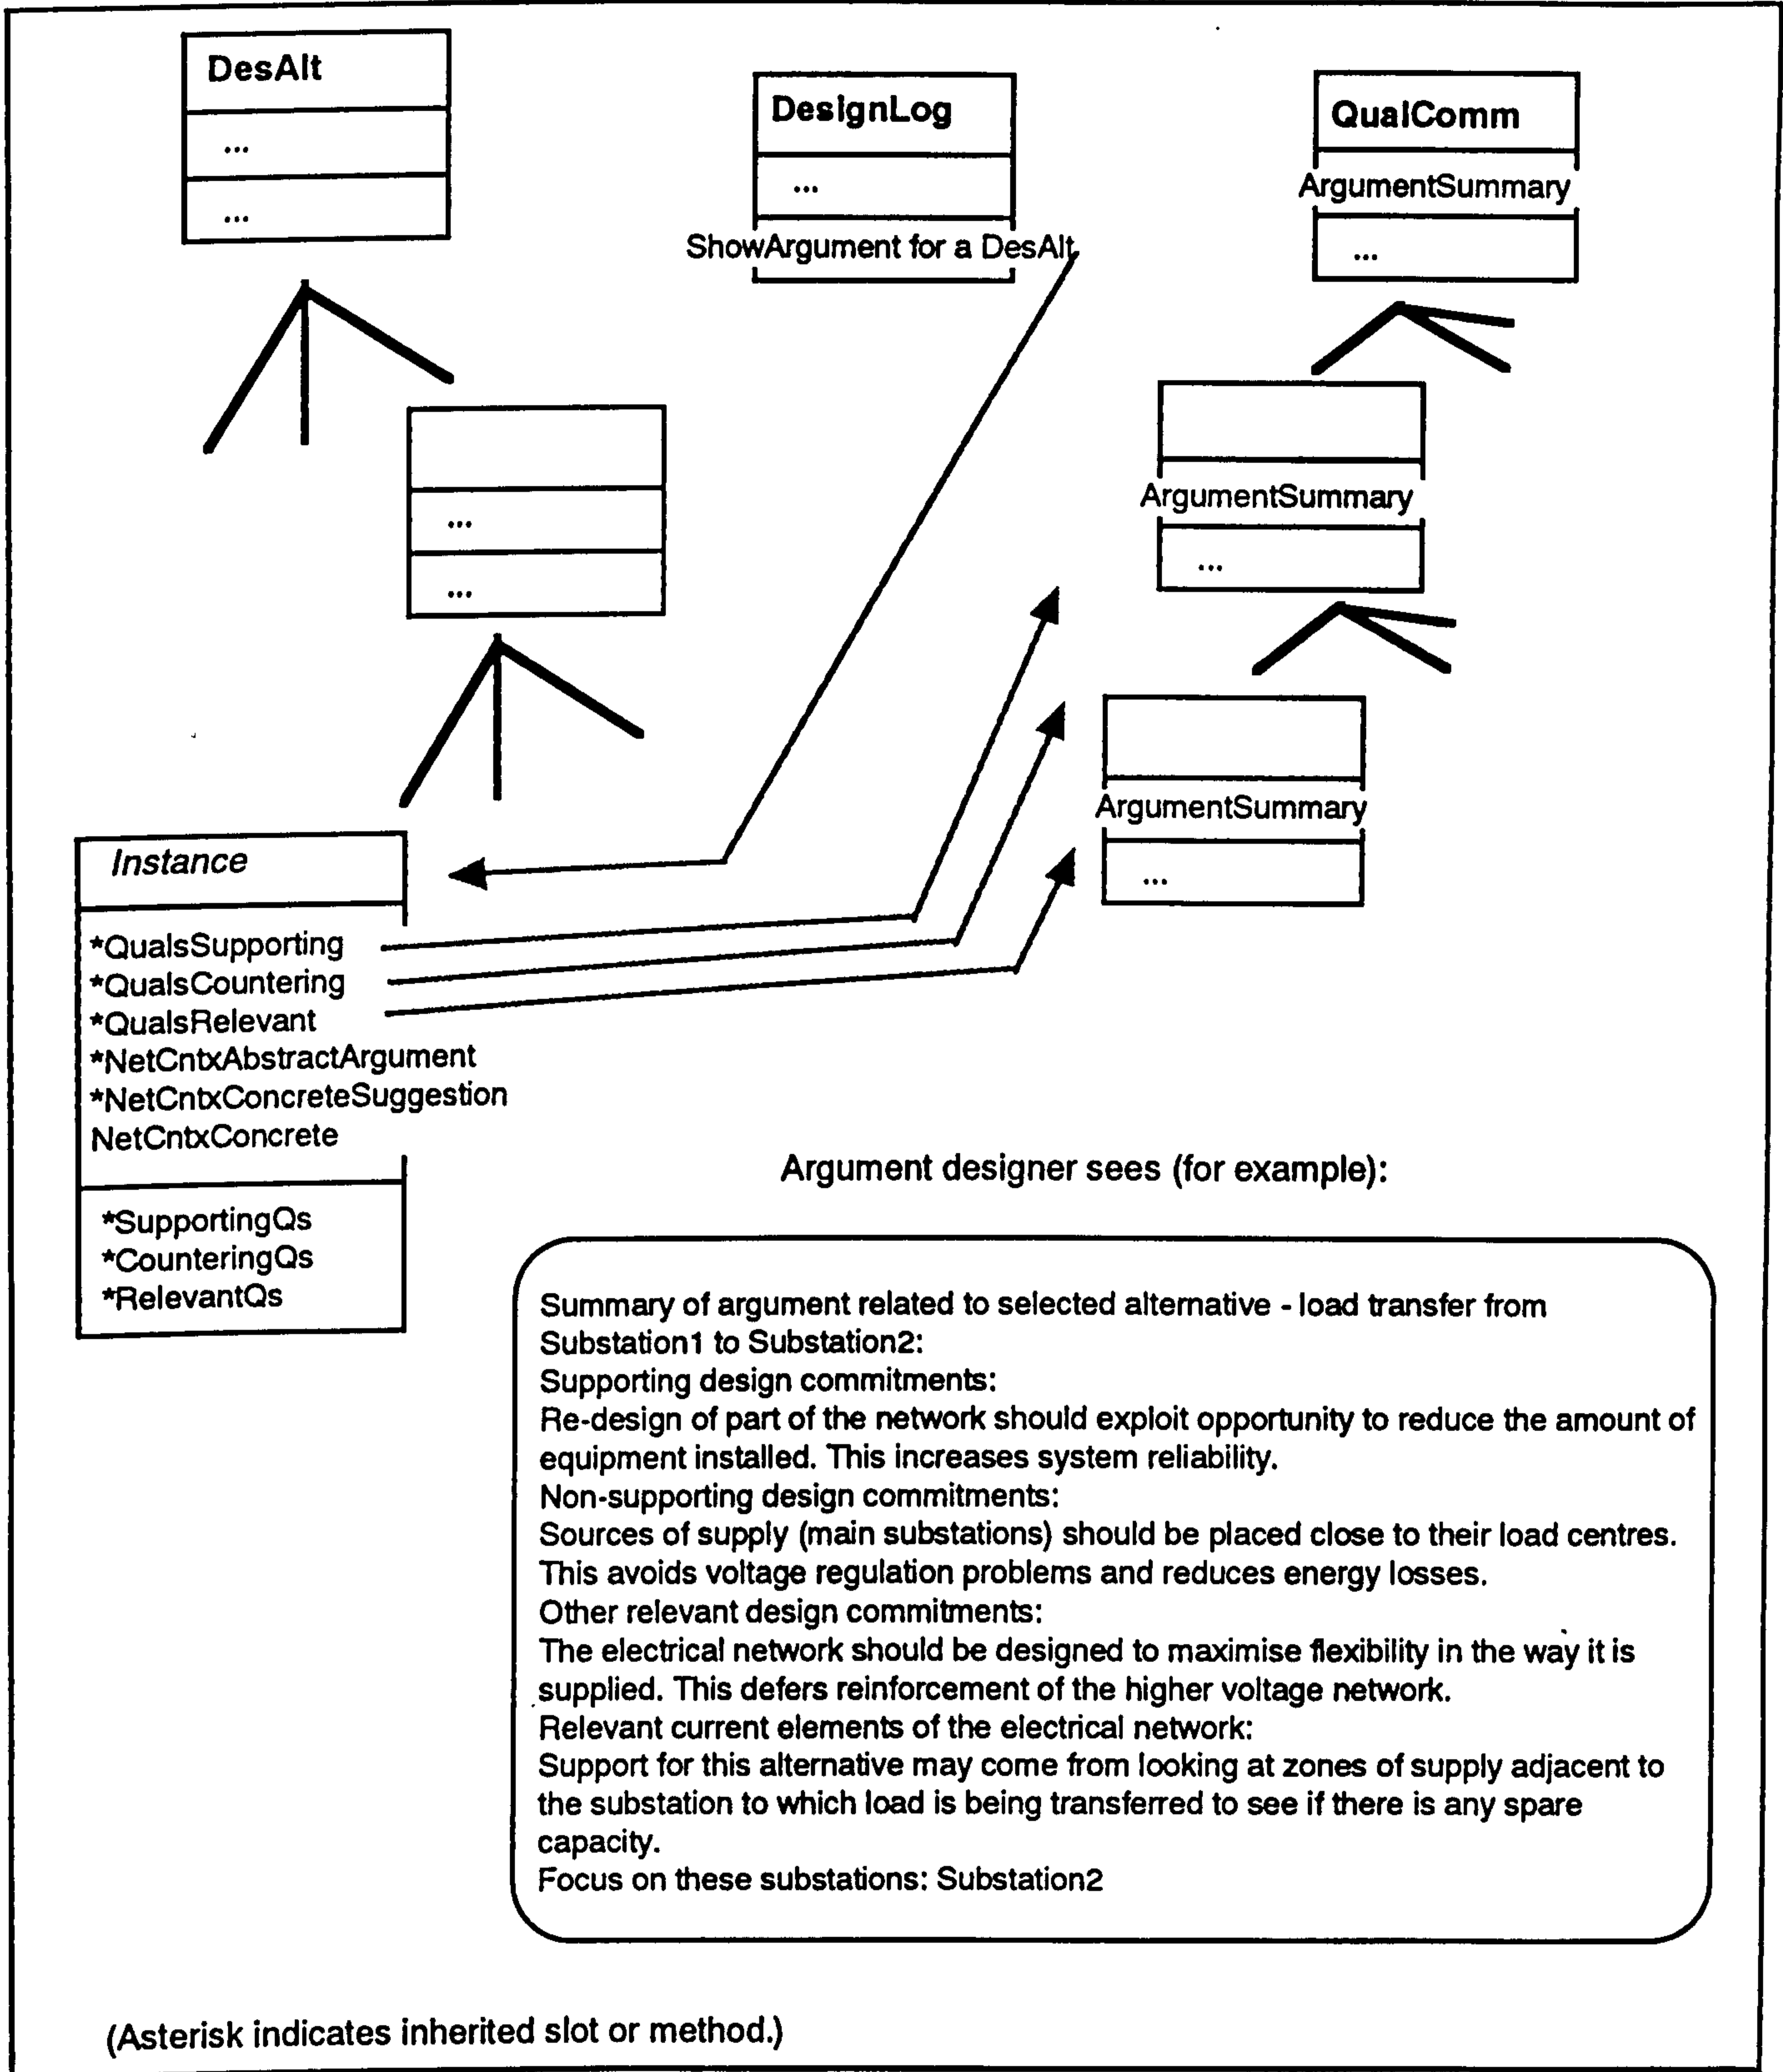 DesAlt
...
...
DesignLog
...
ShowArgument for a DesAlt
QualComm
ArgumentSummary
...
...
...
ArgumentSummary
...
ArgumentSummary
...
Instance
*QualsSupporting
*QualsCountering
*QualsRelevant
*NetCntxAbstractArgument
*NetCntxConcreteSuggestion
NetCntxConcrete
*SupportingQs
*CounteringQs
*RelevantQs
Argument designer sees (for example):
Summary of argument related to selected alternative - load transfer from
Substation1 to Substation2:
Supporting design commitments:
Re-design of part of the network should exploit opportunity to reduce the amount of
equipment installed. This increases system reliability.
Non-supporting design commitments:
Sources of supply (main substations) should be placed close to their load centres.
This avoids voltage regulation problems and reduces energy losses.
Other relevant design commitments:
The electrical network should be designed to maximise flexibility in the way it is
supplied. This defers reinforcement of the higher voltage network.
Relevant current elements of the electrical network:
Support for this alternative may come from looking at zones of supply adjacent to
the substation to which load is being transferred to see if there is any spare
capacity.
Focus on these substations: Substation2
(Asterisk indicates inherited slot or method.)